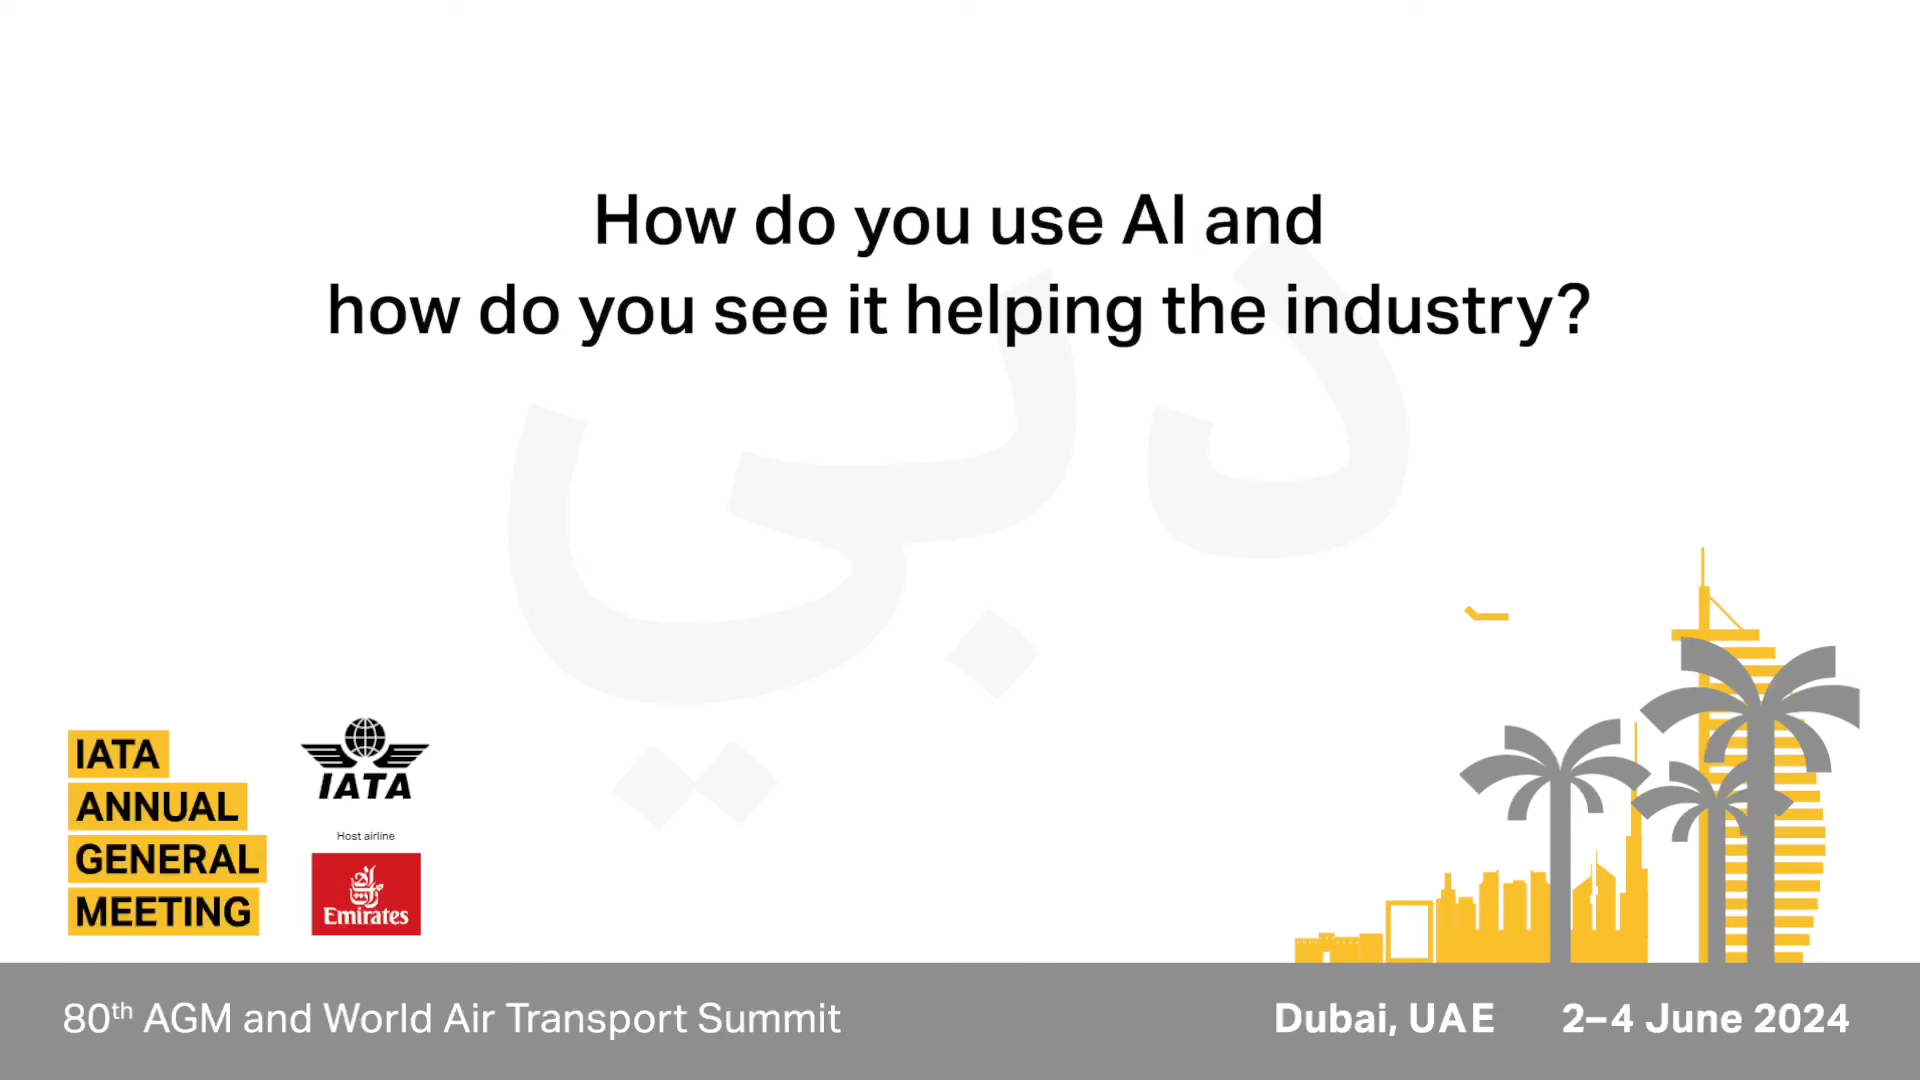 How do you use AI and
how do you see it helping the industry?
دبي
IATA
ANNUAL
GENERAL
MEETING
IATA
Host airline
Emirates
80th AGM and World Air Transport Summit
Dubai, UAE 2–4 June 2024